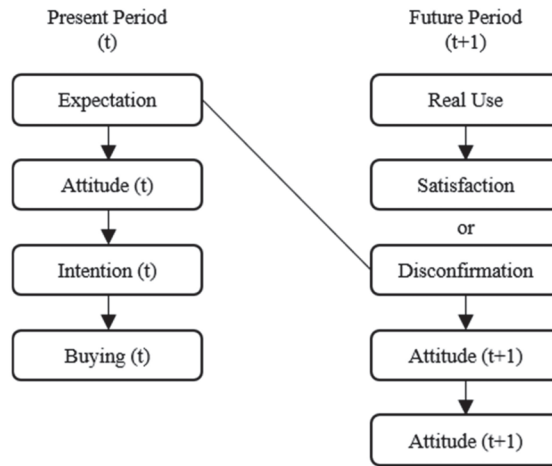 Present Period
(t)
Expectation
Attitude (t)
Intention (t)
Buying (t)
Future Period
(t+1)
Real Use
Satisfaction
or
Disconfirmation
Attitude (t+1)
Attitude (t+1)